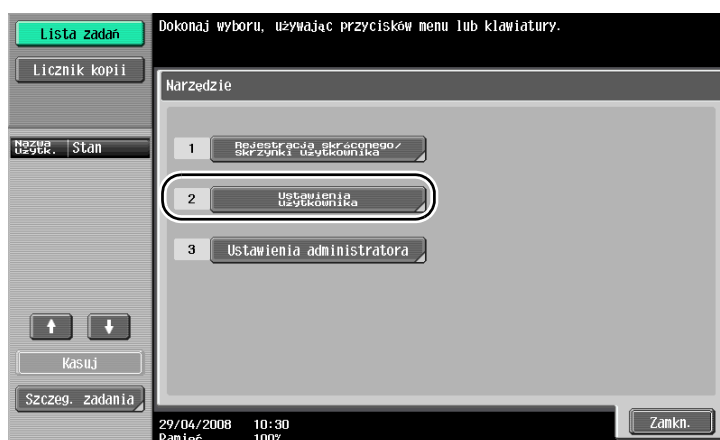 Lista zadań
Dokonaj wyboru, używając przycisków menu lub klawiatury.
Licznik kopii
Narzędzie
Nazwa użytk.
Stan
1
Rejestracja skróconego/
skrzynki użytkownika
2
Ustawienia
użytkownika
3
Ustawienia administratora
Kasuj
Szczeg. zadania
29/04/2008 10:30
Pamięć 100%
Zamkn.